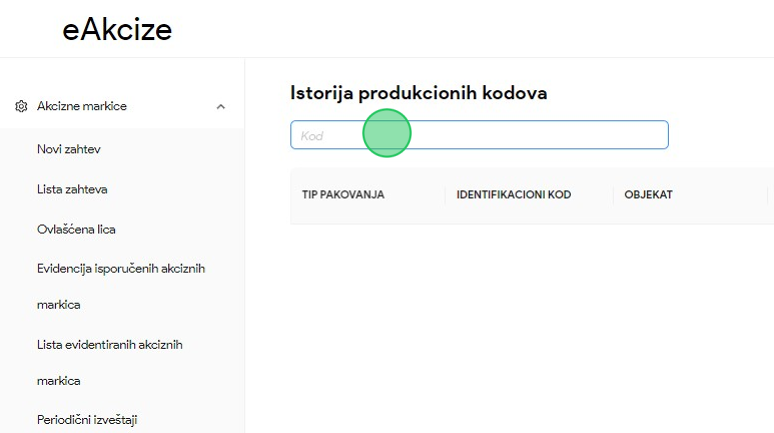 eAkcize
Akcizne markice
Novi zahtev
Lista zahteva
Ovlašćena lica
Evidencija isporučenih akciznih
markica
Lista evidentiranih akciznih
markica
Periodični izveštaji
Istorija produkcionih kodova
Kod
TIP PAKOVANJA IDENTIFIKACIONI KOD OBJEKAT